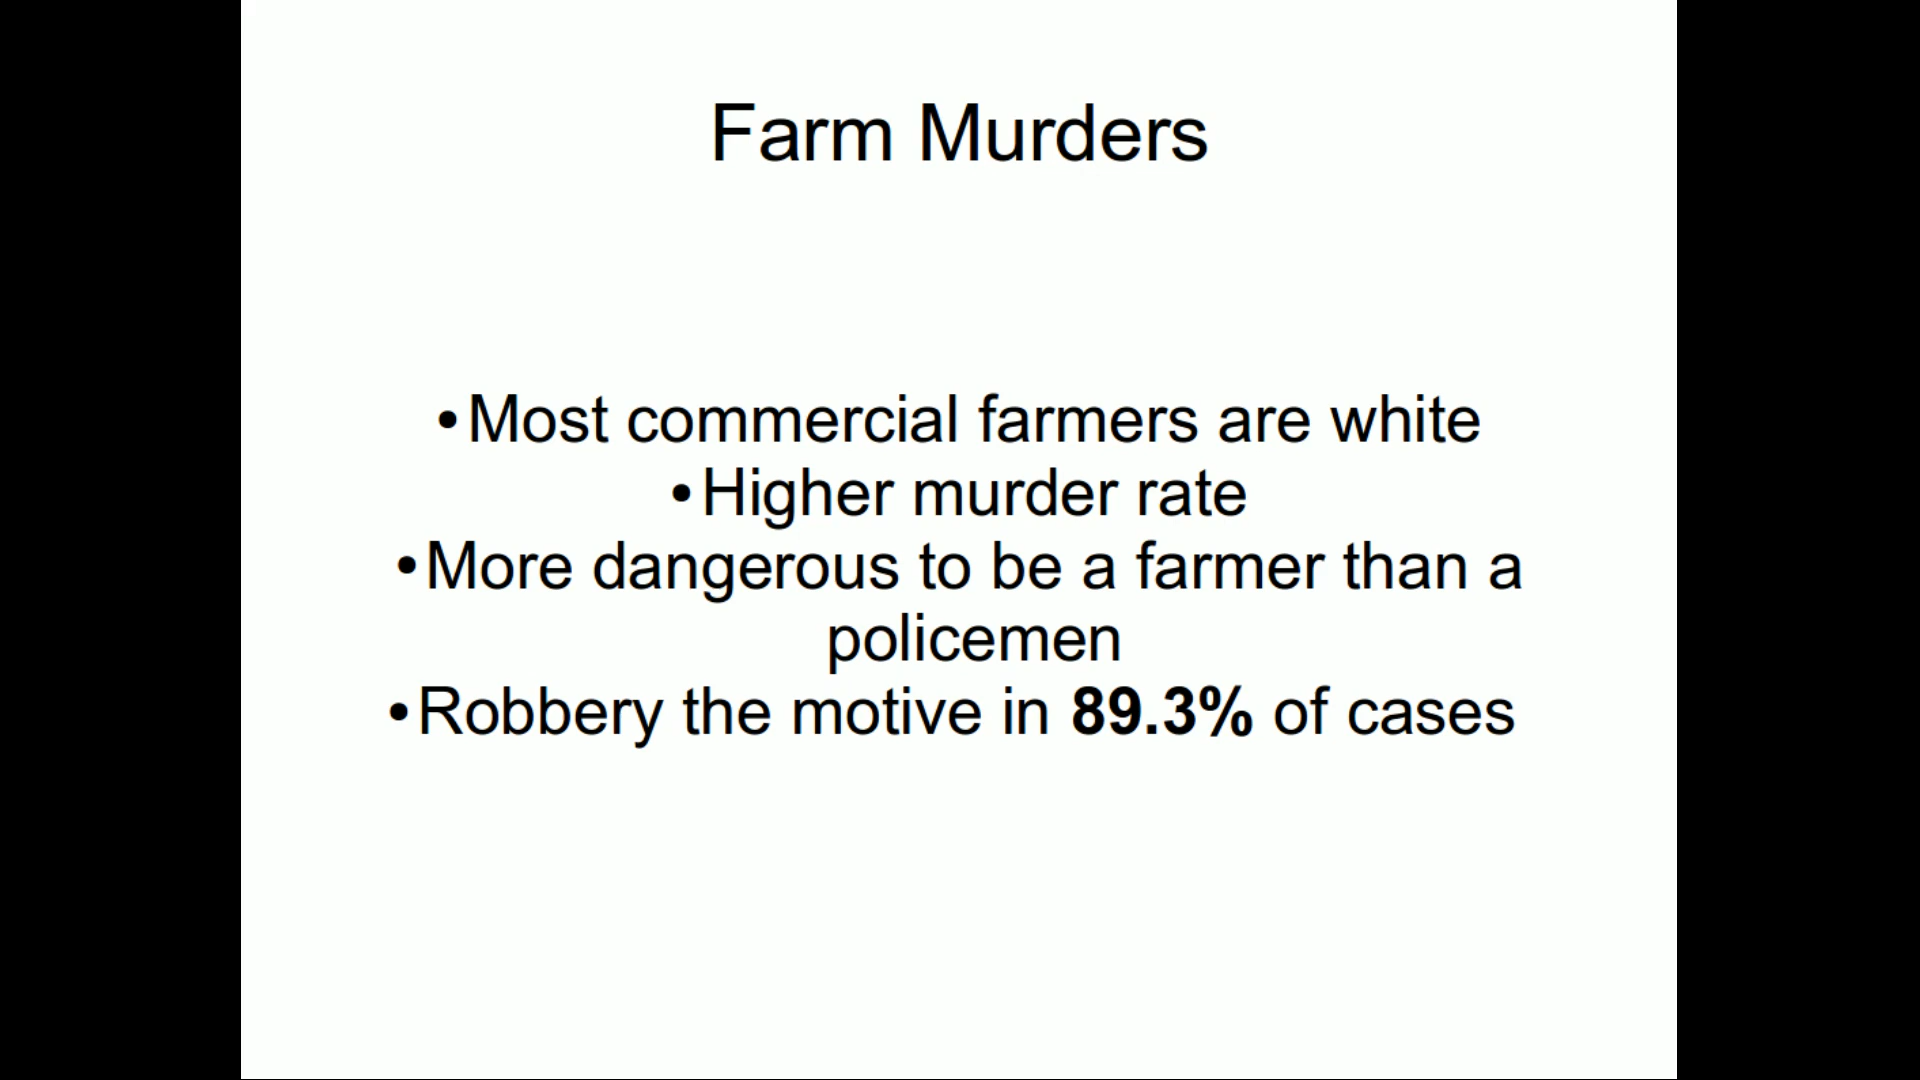 Farm Murders
•Most commercial farmers are white
•Higher murder rate
•More dangerous to be a farmer than a
policemen
•Robbery the motive in 89.3% of cases